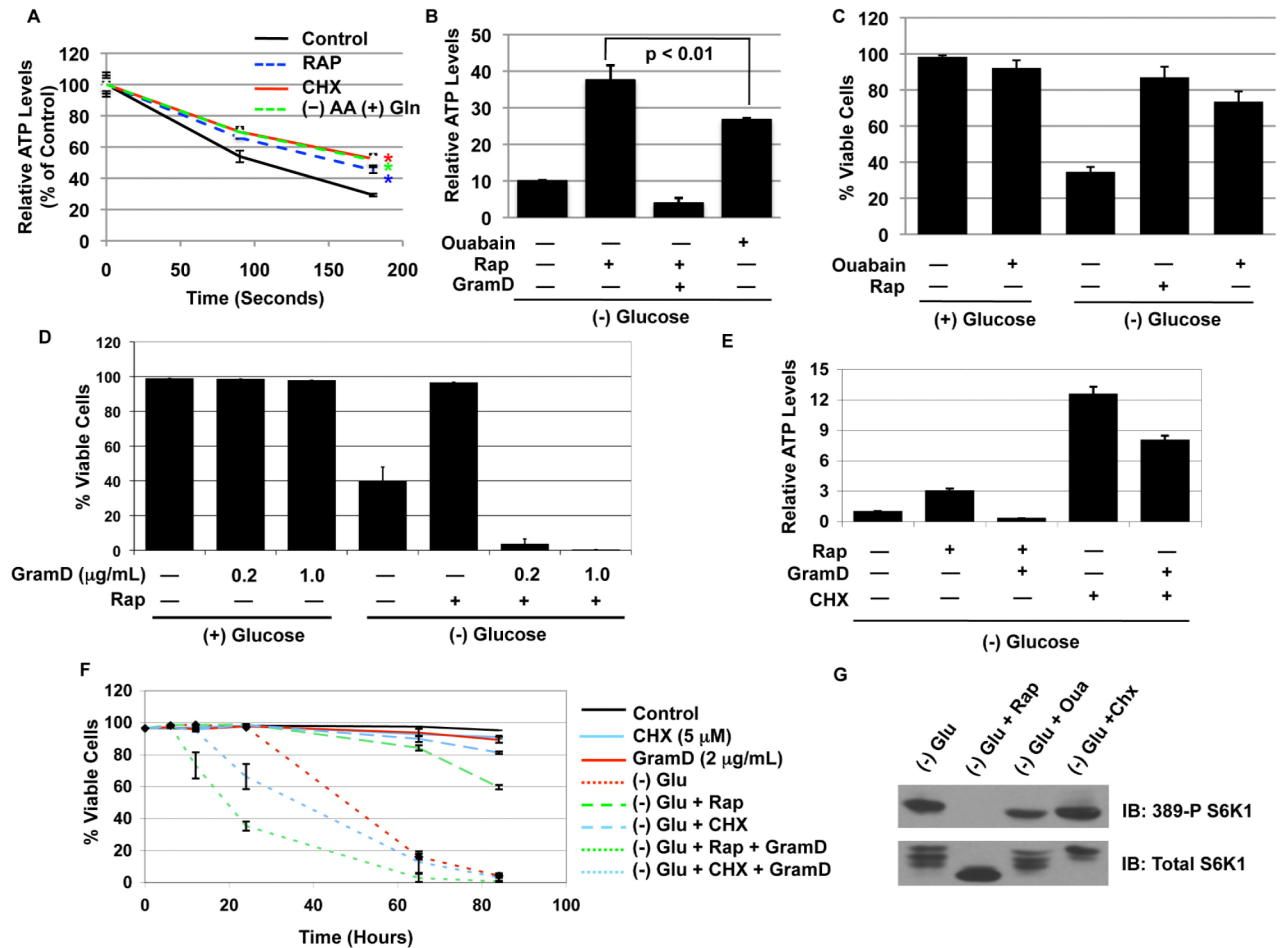 A
Relative ATP Levels
(% of Control)
120
100
80
60
40
20
0
0 50 100 150 200
Time (Seconds)
Control
RAP
CHX
(−) AA (+) Gln
*
*
*
B
Relative ATP Levels
50
40
30
20
10
0
p < 0.01
Ouabain — — — +
Rap — + + —
GramD — — + —
(-) Glucose
C
% Viable Cells
120
100
80
60
40
20
0
Ouabain — + — — +
Rap — — — + —
(+) Glucose (-) Glucose
D
% Viable Cells
120
100
80
60
40
20
0
GramD (µg/mL) — 0.2 1.0 — — 0.2 1.0
Rap — — — — + + +
(+) Glucose (-) Glucose
E
Relative ATP Levels
15
12
9
6
3
0
Rap — + + — —
GramD — — + — +
CHX — — — + +
(-) Glucose
F
% Viable Cells
120
100
80
60
40
20
0
0 20 40 60 80 100
Time (Hours)
Control
CHX (5 µM)
GramD (2 µg/mL)
(-) Glu
(-) Glu + Rap
(-) Glu + CHX
(-) Glu + Rap + GramD
(-) Glu + CHX + GramD
G
(-) Glu
(-) Glu + Rap
(-) Glu + Oua
(-) Glu +Chx
IB: 389-P S6K1
IB: Total S6K1